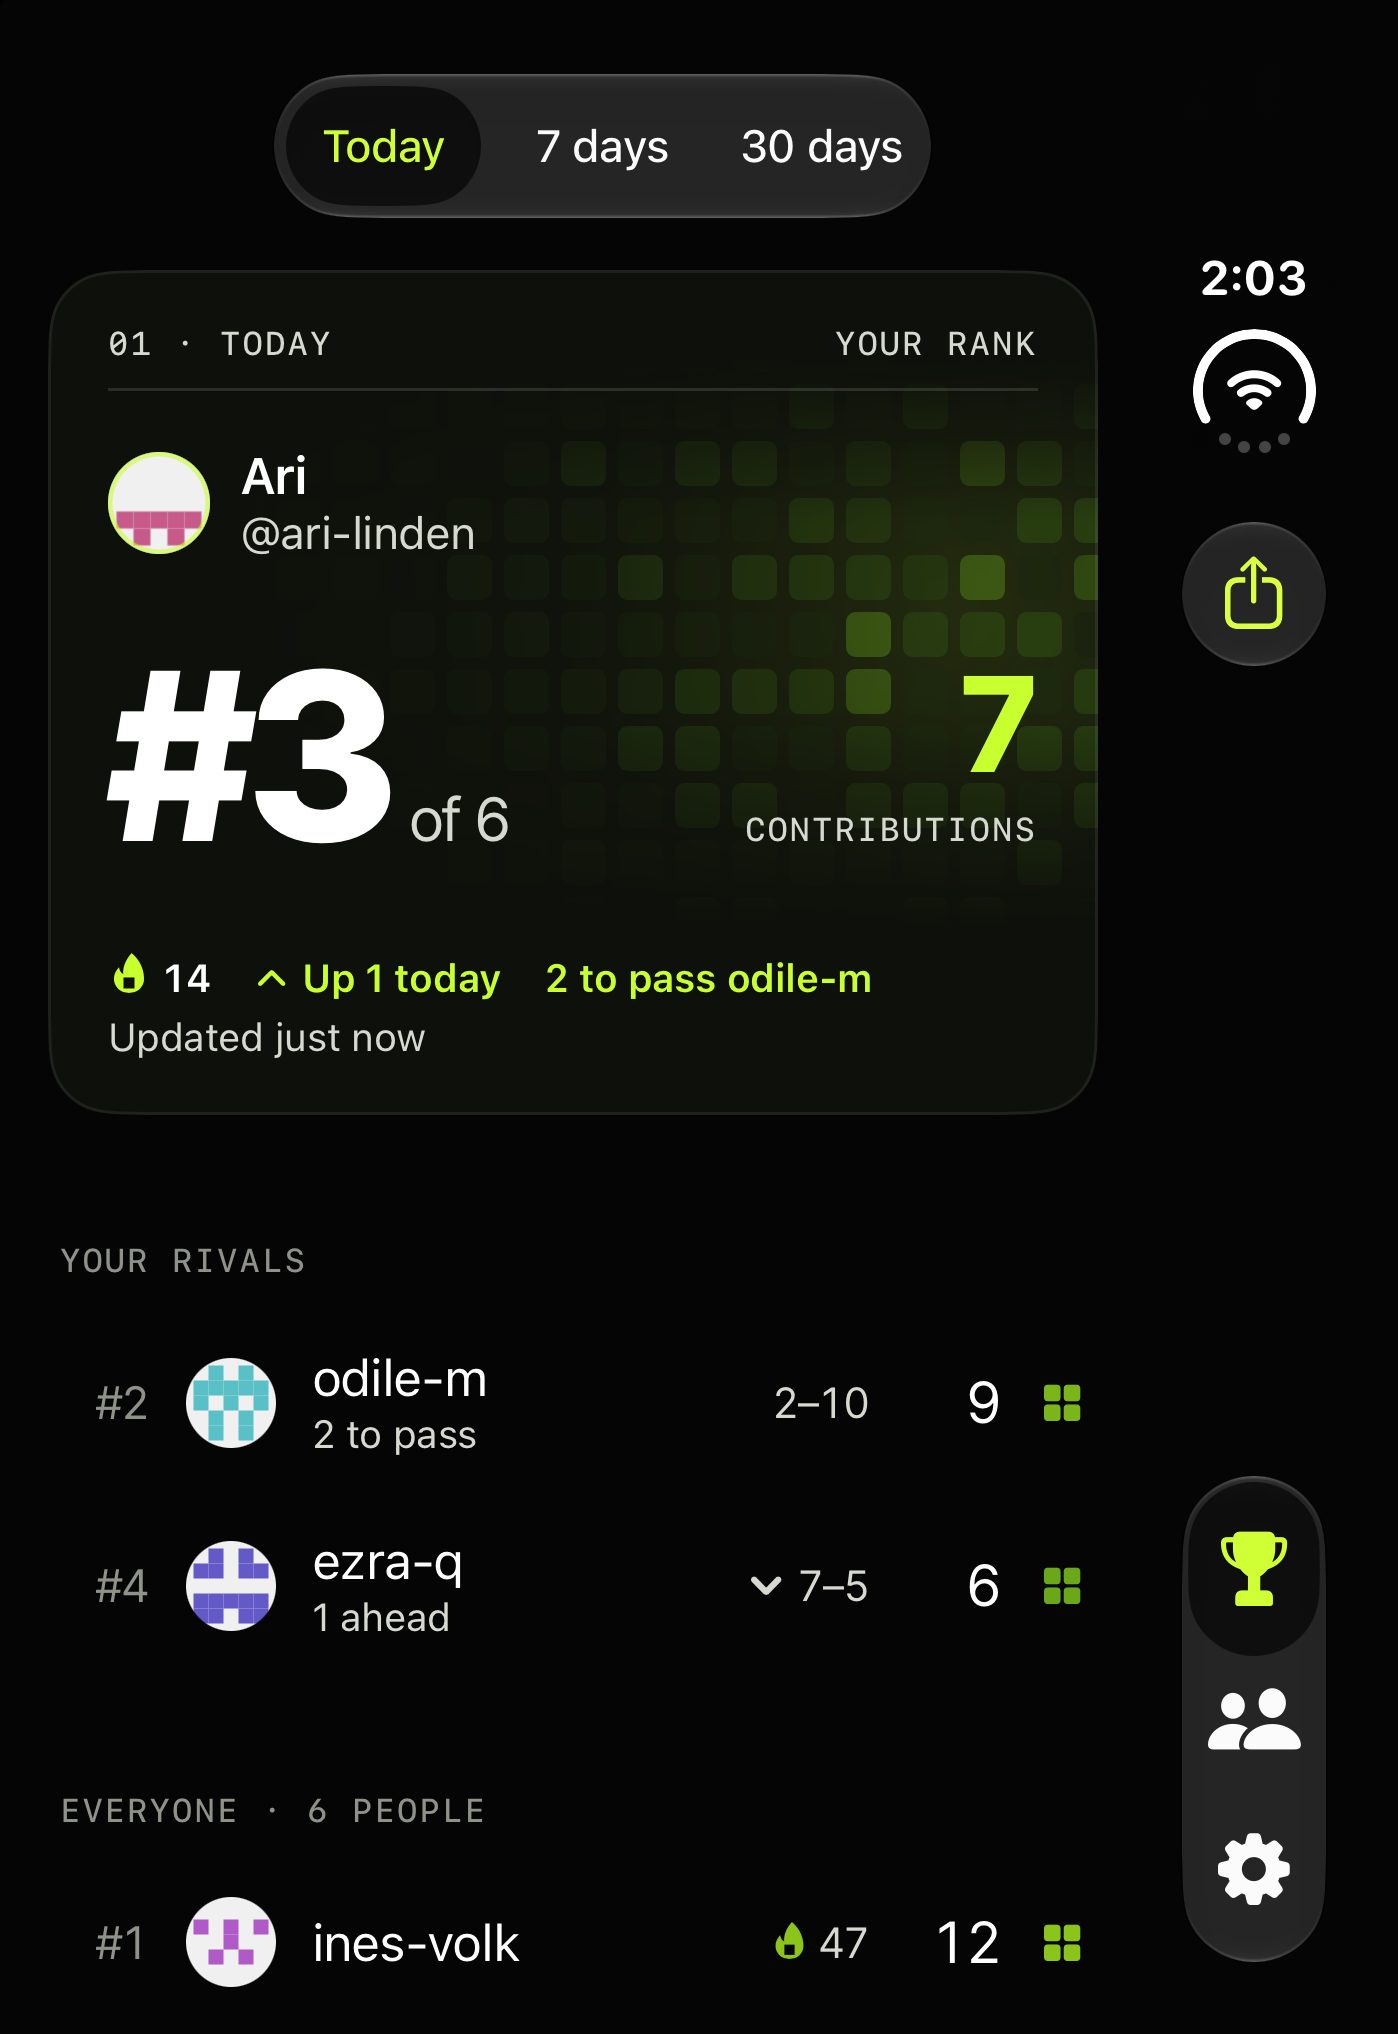 Today 7 days 30 days
2:03
01 · TODAY YOUR RANK
Ari
@ari-linden
#3 of 6
7
CONTRIBUTIONS
14 Up 1 today 2 to pass odile-m
Updated just now
YOUR RIVALS
#2 odile-m 2–10 9
2 to pass
#4 ezra-q 7–5 6
1 ahead
EVERYONE · 6 PEOPLE
#1 ines-volk 47 12